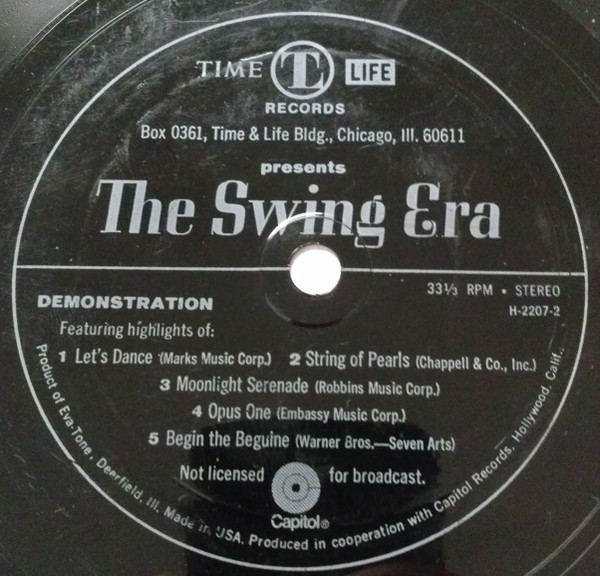 TIME T LIFE
RECORDS
Box 0361, Time & Life Bldg., Chicago, Ill. 60611
presents
The Swing Era
33⅓ RPM • STEREO
H-2207-2
DEMONSTRATION
Featuring highlights of:
1 Let's Dance (Marks Music Corp.) 2 String of Pearls (Chappell & Co., Inc.)
3 Moonlight Serenade (Robbins Music Corp.)
4 Opus One (Embassy Music Corp.)
5 Begin the Beguine (Warner Bros.—Seven Arts)
Not licensed for broadcast.
Capitol®
Product of Eva-Tone, Deerfield, Ill. Made in USA. Produced in cooperation with Capitol Records, Hollywood, Calif.